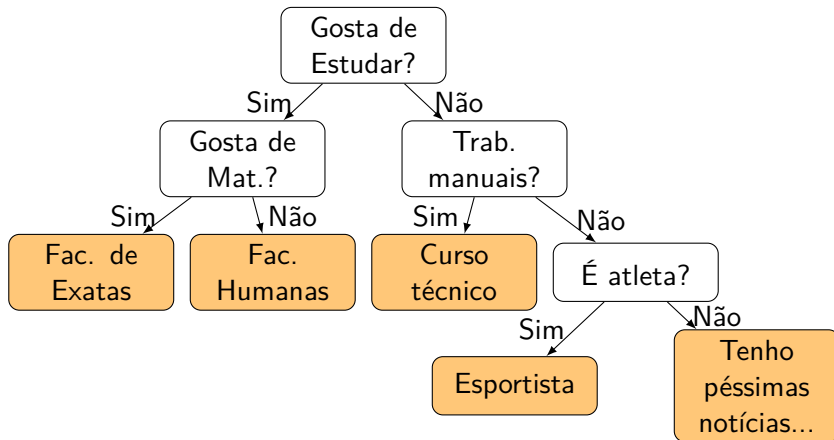 Gosta de
Estudar?
Sim
Não
Gosta de
Mat.?
Trab.
manuais?
Sim
Não
Sim
Não
Fac. de
Exatas
Fac.
Humanas
Curso
técnico
É atleta?
Sim
Não
Esportista
Tenho
péssimas
notícias...